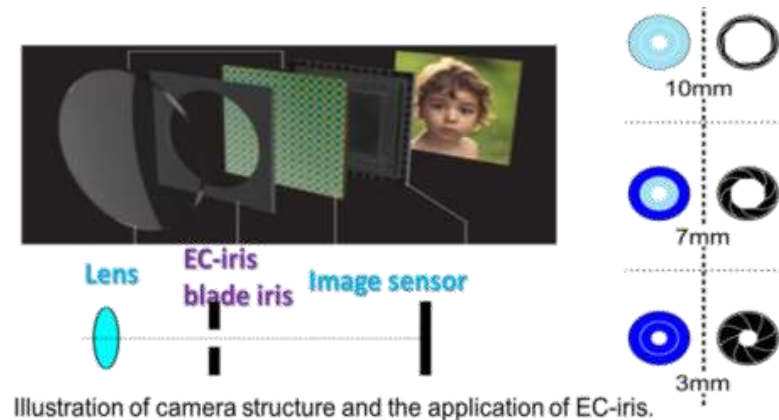 10mm
7mm
3mm
Lens
EC-iris
blade iris
Image sensor
Illustration of camera structure and the application of EC-iris.